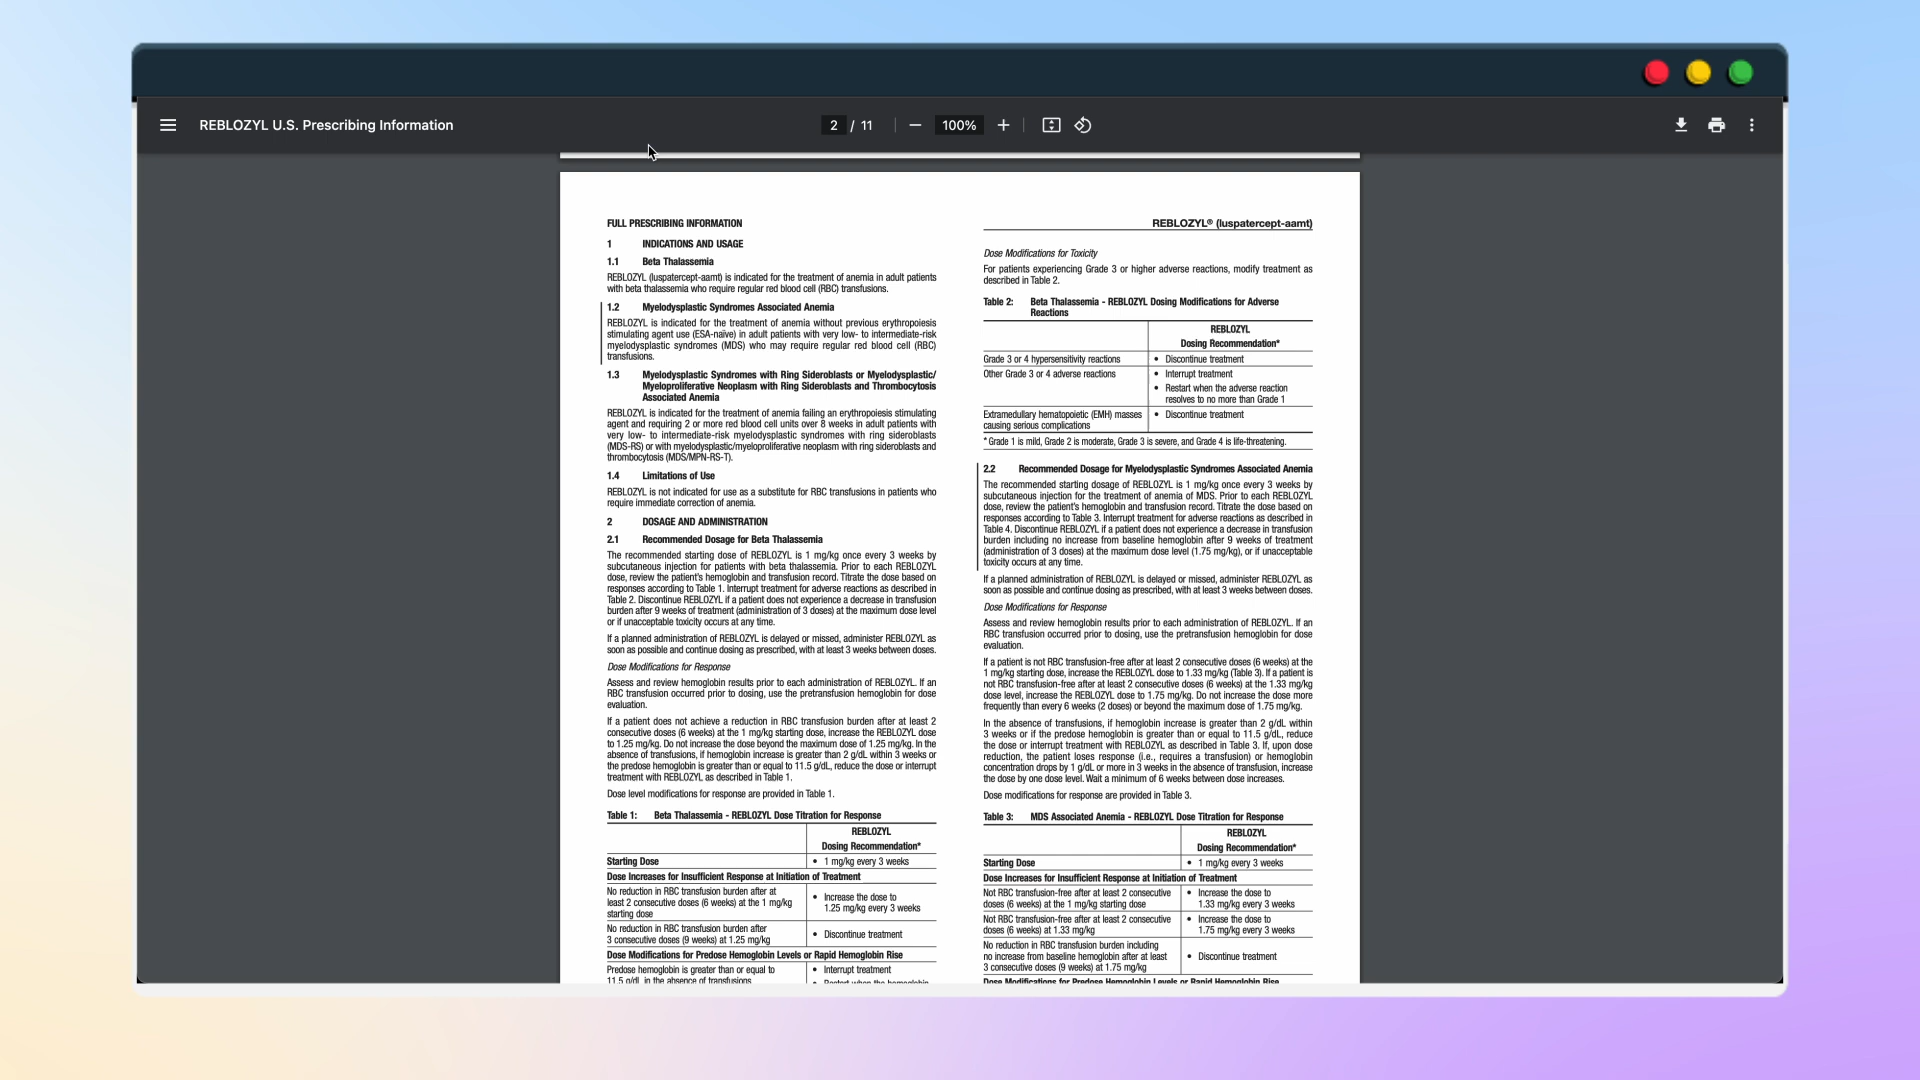 REBLOZYL U.S. Prescribing Information
2 / 11
100%
FULL PRESCRIBING INFORMATION
1 INDICATIONS AND USAGE
1.1 Beta Thalassemia
REBLOZYL (luspatercept-aamt) is indicated for the treatment of anemia in adult patients
with beta thalassemia who require regular red blood cell (RBC) transfusions.
1.2 Myelodysplastic Syndromes Associated Anemia
REBLOZYL is indicated for the treatment of anemia without previous erythropoiesis
stimulating agent use (ESA-naïve) in adult patients with very low- to intermediate-risk
myelodysplastic syndromes (MDS) who may require regular red blood cell (RBC)
transfusions.
1.3 Myelodysplastic Syndromes with Ring Sideroblasts or Myelodysplastic/
Myeloproliferative Neoplasm with Ring Sideroblasts and Thrombocytosis
Associated Anemia
REBLOZYL is indicated for the treatment of anemia failing an erythropoiesis stimulating
agent and requiring 2 or more red blood cell units over 8 weeks in adult patients with
very low- to intermediate-risk myelodysplastic syndromes with ring sideroblasts
(MDS-RS) or with myelodysplastic/myeloproliferative neoplasm with ring sideroblasts and
thrombocytosis (MDS/MPN-RS-T).
1.4 Limitations of Use
REBLOZYL is not indicated for use as a substitute for RBC transfusions in patients who
require immediate correction of anemia.
2 DOSAGE AND ADMINISTRATION
2.1 Recommended Dosage for Beta Thalassemia
The recommended starting dose of REBLOZYL is 1 mg/kg once every 3 weeks by
subcutaneous injection for patients with beta thalassemia. Prior to each REBLOZYL
dose, review the patient's hemoglobin and transfusion record. Titrate the dose based on
responses according to Table 1. Interrupt treatment for adverse reactions as described in
Table 2. Discontinue REBLOZYL if a patient does not experience a decrease in transfusion
burden after 9 weeks of treatment (administration of 3 doses) at the maximum dose level
or if unacceptable toxicity occurs at any time.
If a planned administration of REBLOZYL is delayed or missed, administer REBLOZYL as
soon as possible and continue dosing as prescribed, with at least 3 weeks between doses.
Dose Modifications for Response
Assess and review hemoglobin results prior to each administration of REBLOZYL. If an
RBC transfusion occurred prior to dosing, use the pretransfusion hemoglobin for dose
evaluation.
If a patient does not achieve a reduction in RBC transfusion burden after at least 2
consecutive doses (6 weeks) at the 1 mg/kg starting dose, increase the REBLOZYL dose
to 1.25 mg/kg. Do not increase the dose beyond the maximum dose of 1.25 mg/kg. In the
absence of transfusions, if hemoglobin increase is greater than 2 g/dL within 3 weeks or
the predose hemoglobin is greater than or equal to 11.5 g/dL, reduce the dose or interrupt
treatment with REBLOZYL as described in Table 1.
Dose level modifications for response are provided in Table 1.
Table 1: Beta Thalassemia - REBLOZYL Dose Titration for Response
REBLOZYL
Dosing Recommendation*
Starting Dose • 1 mg/kg every 3 weeks
Dose Increases for Insufficient Response at Initiation of Treatment
No reduction in RBC transfusion burden after at
least 2 consecutive doses (6 weeks) at the 1 mg/kg
starting dose
• Increase the dose to
1.25 mg/kg every 3 weeks
No reduction in RBC transfusion burden after
3 consecutive doses (9 weeks) at 1.25 mg/kg
• Discontinue treatment
Dose Modifications for Predose Hemoglobin Levels or Rapid Hemoglobin Rise
Predose hemoglobin is greater than or equal to
11.5 g/dL in the absence of transfusions
• Interrupt treatment
• Restart when the hemoglobin
REBLOZYL® (luspatercept-aamt)
Dose Modifications for Toxicity
For patients experiencing Grade 3 or higher adverse reactions, modify treatment as
described in Table 2.
Table 2: Beta Thalassemia - REBLOZYL Dosing Modifications for Adverse
Reactions
REBLOZYL
Dosing Recommendation*
Grade 3 or 4 hypersensitivity reactions • Discontinue treatment
Other Grade 3 or 4 adverse reactions • Interrupt treatment
• Restart when the adverse reaction
resolves to no more than Grade 1
Extramedullary hematopoietic (EMH) masses
causing serious complications
• Discontinue treatment
* Grade 1 is mild, Grade 2 is moderate, Grade 3 is severe, and Grade 4 is life-threatening.
2.2 Recommended Dosage for Myelodysplastic Syndromes Associated Anemia
The recommended starting dosage of REBLOZYL is 1 mg/kg once every 3 weeks by
subcutaneous injection for the treatment of anemia of MDS. Prior to each REBLOZYL
dose, review the patient's hemoglobin and transfusion record. Titrate the dose based on
responses according to Table 3. Interrupt treatment for adverse reactions as described in
Table 4. Discontinue REBLOZYL if a patient does not experience a decrease in transfusion
burden including no increase from baseline hemoglobin after 9 weeks of treatment
(administration of 3 doses) at the maximum dose level (1.75 mg/kg), or if unacceptable
toxicity occurs at any time.
If a planned administration of REBLOZYL is delayed or missed, administer REBLOZYL as
soon as possible and continue dosing as prescribed, with at least 3 weeks between doses.
Dose Modifications for Response
Assess and review hemoglobin results prior to each administration of REBLOZYL. If an
RBC transfusion occurred prior to dosing, use the pretransfusion hemoglobin for dose
evaluation.
If a patient is not RBC transfusion-free after at least 2 consecutive doses (6 weeks) at the
1 mg/kg starting dose, increase the REBLOZYL dose to 1.33 mg/kg (Table 3). If a patient is
not RBC transfusion-free after at least 2 consecutive doses (6 weeks) at the 1.33 mg/kg
dose level, increase the REBLOZYL dose to 1.75 mg/kg. Do not increase the dose more
frequently than every 6 weeks (2 doses) or beyond the maximum dose of 1.75 mg/kg.
In the absence of transfusions, if hemoglobin increase is greater than 2 g/dL within
3 weeks or if the predose hemoglobin is greater than or equal to 11.5 g/dL, reduce
the dose or interrupt treatment with REBLOZYL as described in Table 3. If, upon dose
reduction, the patient loses response (i.e., requires a transfusion) or hemoglobin
concentration drops by 1 g/dL or more in 3 weeks in the absence of transfusion, increase
the dose by one dose level. Wait a minimum of 6 weeks between dose increases.
Dose modifications for response are provided in Table 3.
Table 3: MDS Associated Anemia - REBLOZYL Dose Titration for Response
REBLOZYL
Dosing Recommendation*
Starting Dose • 1 mg/kg every 3 weeks
Dose Increases for Insufficient Response at Initiation of Treatment
Not RBC transfusion-free after at least 2 consecutive
doses (6 weeks) at the 1 mg/kg starting dose
• Increase the dose to
1.33 mg/kg every 3 weeks
Not RBC transfusion-free after at least 2 consecutive
doses (6 weeks) at 1.33 mg/kg
• Increase the dose to
1.75 mg/kg every 3 weeks
No reduction in RBC transfusion burden including
no increase from baseline hemoglobin after at least
3 consecutive doses (9 weeks) at 1.75 mg/kg
• Discontinue treatment
Dose Modifications for Predose Hemoglobin Levels or Rapid Hemoglobin Rise